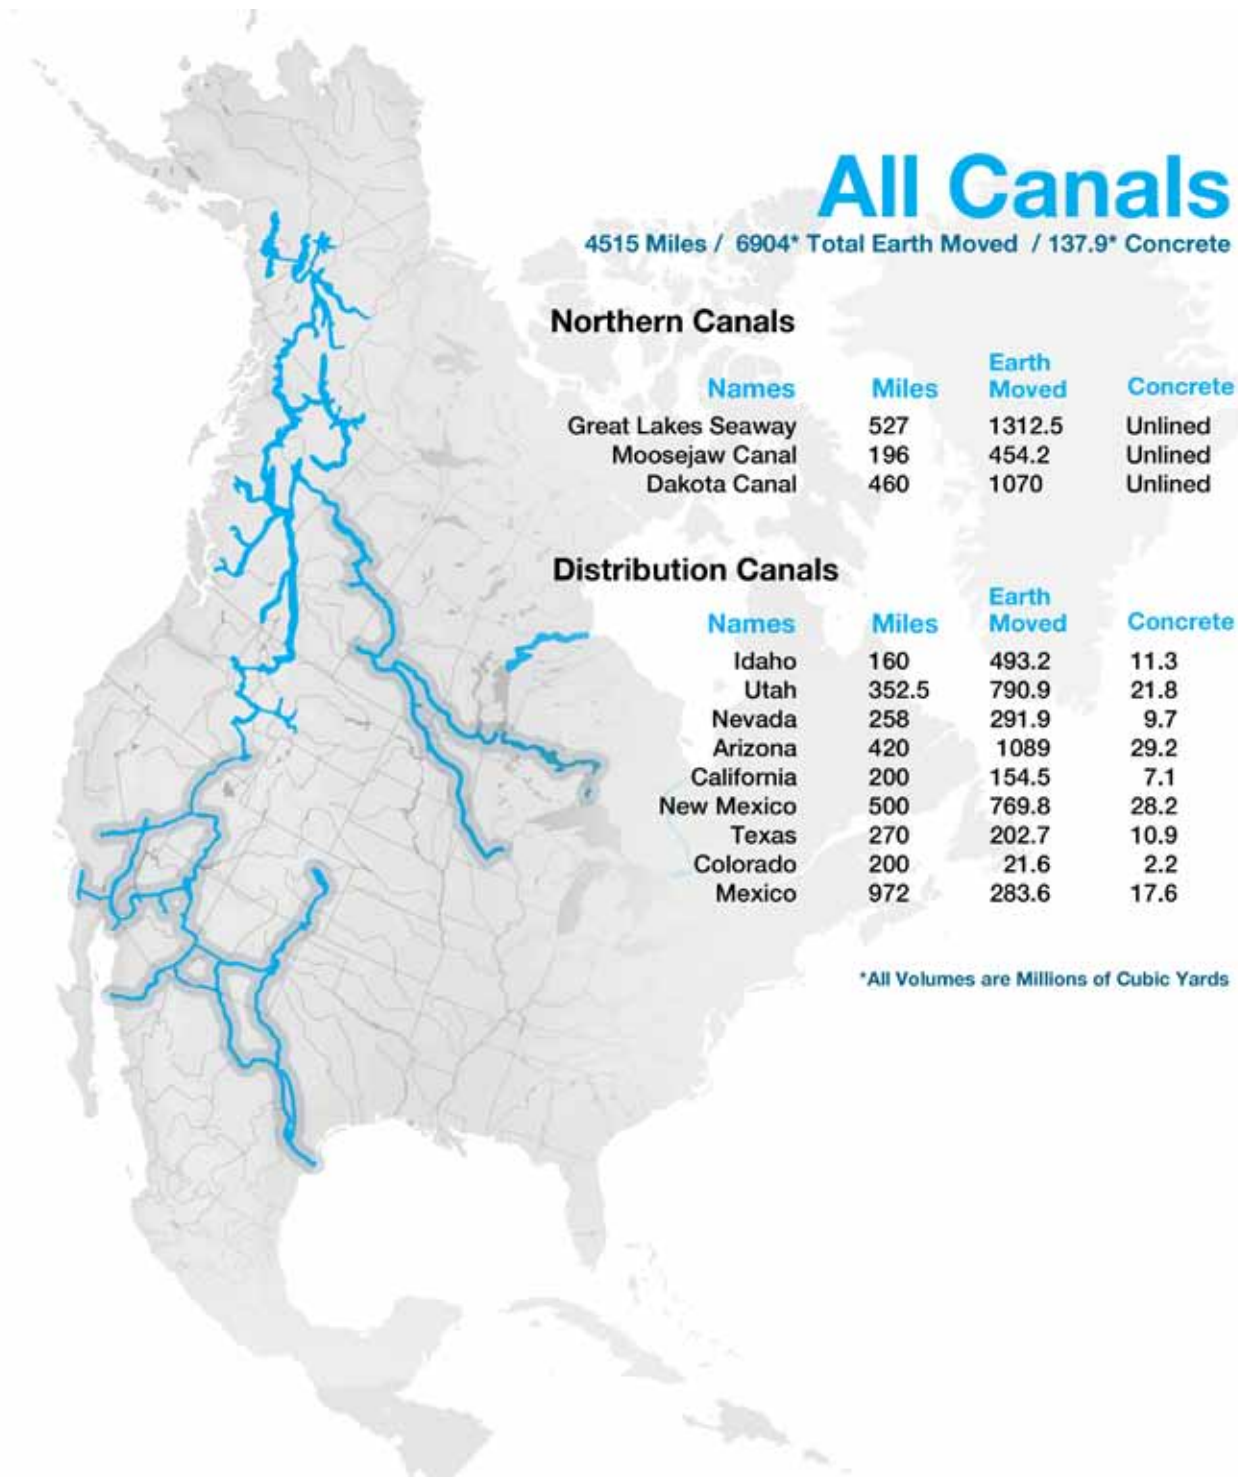 All Canals
4515 Miles / 6904* Total Earth Moved / 137.9* Concrete
Northern Canals
Names Miles Earth Moved Concrete
Great Lakes Seaway 527 1312.5 Unlined
Moosejaw Canal 196 454.2 Unlined
Dakota Canal 460 1070 Unlined
Distribution Canals
Names Miles Earth Moved Concrete
Idaho 160 493.2 11.3
Utah 352.5 790.9 21.8
Nevada 258 291.9 9.7
Arizona 420 1089 29.2
California 200 154.5 7.1
New Mexico 500 769.8 28.2
Texas 270 202.7 10.9
Colorado 200 21.6 2.2
Mexico 972 283.6 17.6
*All Volumes are Millions of Cubic Yards